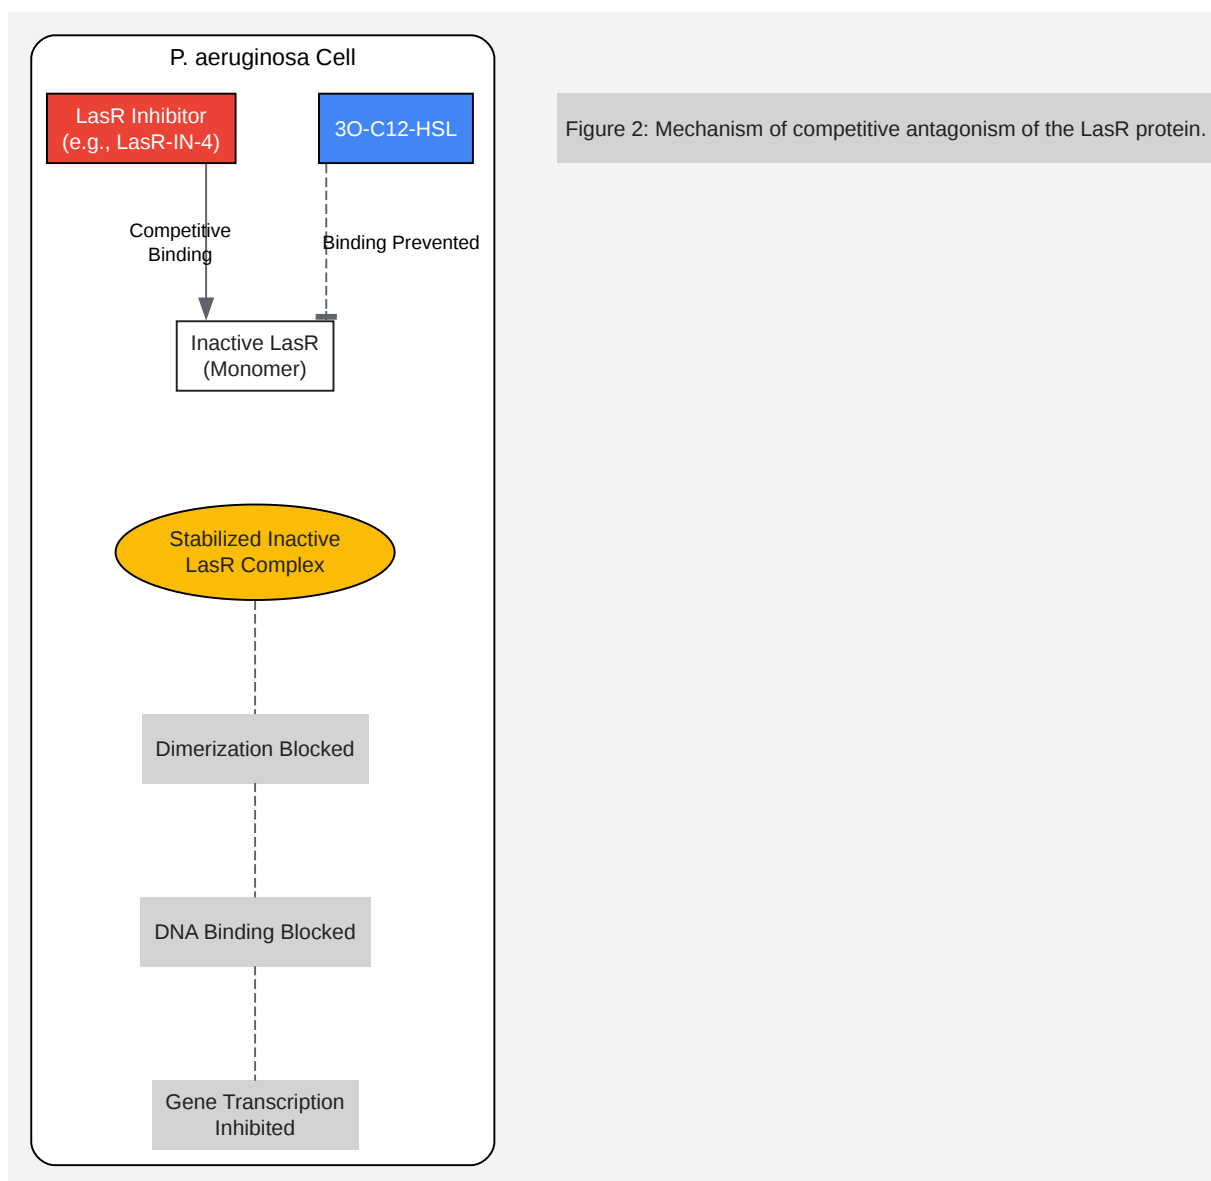 P. aeruginosa Cell
LasR Inhibitor
(e.g., LasR-IN-4)
3O-C12-HSL
Figure 2: Mechanism of competitive antagonism of the LasR protein.
Competitive
Binding
Binding Prevented
Inactive LasR
(Monomer)
Stabilized Inactive
LasR Complex
Dimerization Blocked
DNA Binding Blocked
Gene Transcription
Inhibited